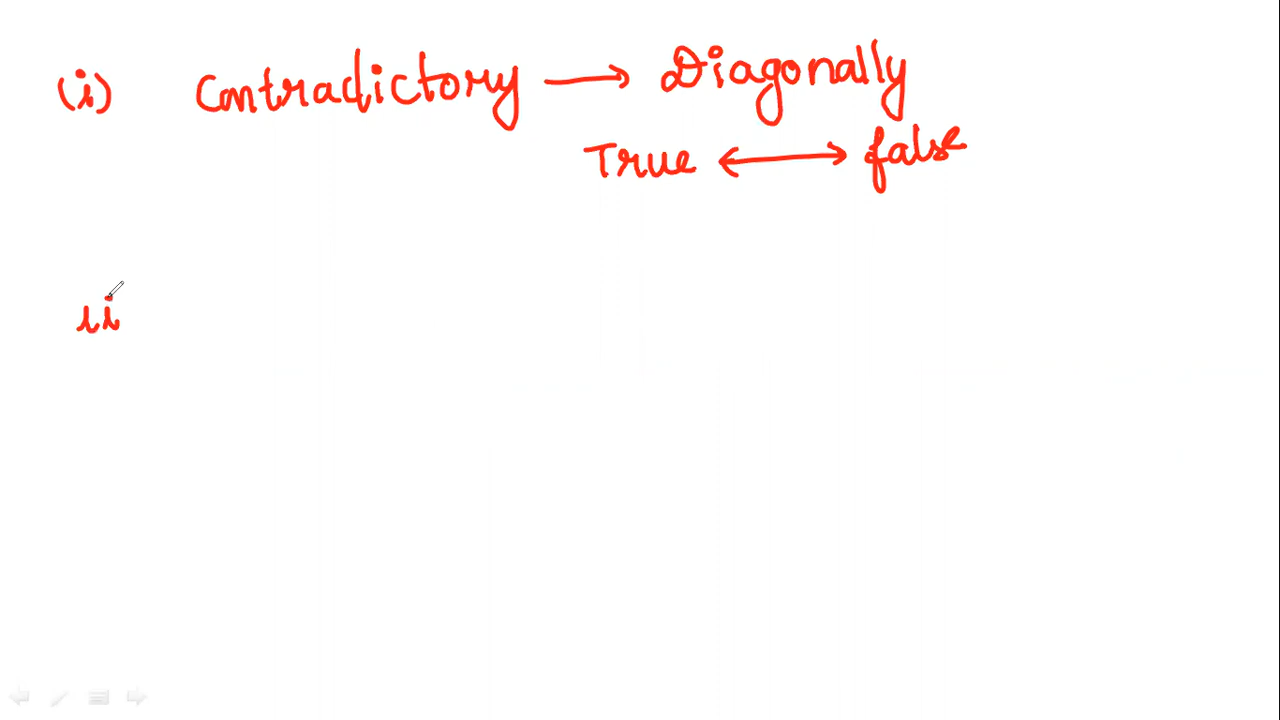 (i) Contradictory → Diagonally
True ↔ false
ii